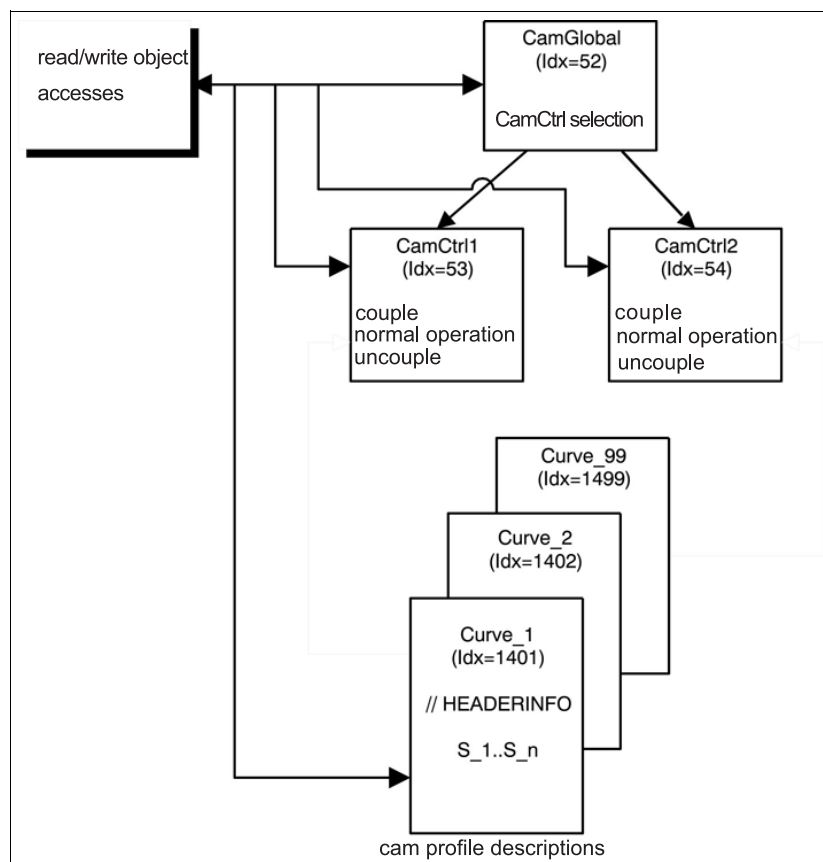 read/write object
accesses
CamGlobal
(Idx=52)
CamCtrl selection
CamCtrl1
(Idx=53)
couple
normal operation
uncouple
CamCtrl2
(Idx=54)
couple
normal operation
uncouple
Curve_99
(Idx=1499)
Curve_2
(Idx=1402)
Curve_1
(Idx=1401)
// HEADERINFO
S_1..S_n
cam profile descriptions